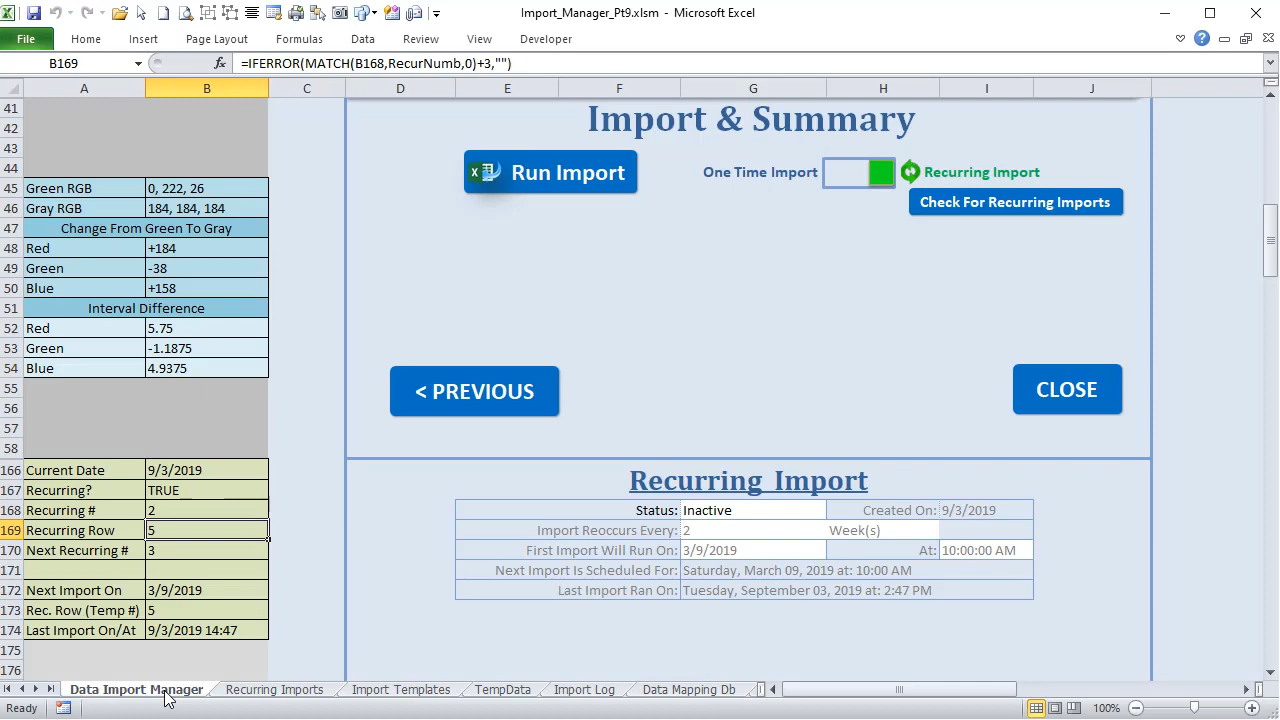 Import_Manager_Pt9.xlsm - Microsoft Excel
File Home Insert Page Layout Formulas Data Review View Developer
B169 fx =IFERROR(MATCH(B168,RecurNumb,0)+3,"")
A B C D E F G H I J
41
42
43
44
45 Green RGB 0, 222, 26
46 Gray RGB 184, 184, 184
47 Change From Green To Gray
48 Red +184
49 Green -38
50 Blue +158
51 Interval Difference
52 Red 5.75
53 Green -1.1875
54 Blue 4.9375
55
56
57
58
166 Current Date 9/3/2019
167 Recurring? TRUE
168 Recurring # 2
169 Recurring Row 5
170 Next Recurring # 3
171
172 Next Import On 3/9/2019
173 Rec. Row (Temp #) 5
174 Last Import On/At 9/3/2019 14:47
175
176
Import & Summary
Run Import
One Time Import Recurring Import
Check For Recurring Imports
< PREVIOUS CLOSE
Recurring Import
Status: Inactive Created On: 9/3/2019
Import Reoccurs Every: 2 Week(s)
First Import Will Run On: 3/9/2019 At: 10:00:00 AM
Next Import Is Scheduled For: Saturday, March 09, 2019 at: 10:00 AM
Last Import Ran On: Tuesday, September 03, 2019 at: 2:47 PM
Data Import Manager Recurring Imports Import Templates TempData Import Log Data Mapping Db
Ready 100%